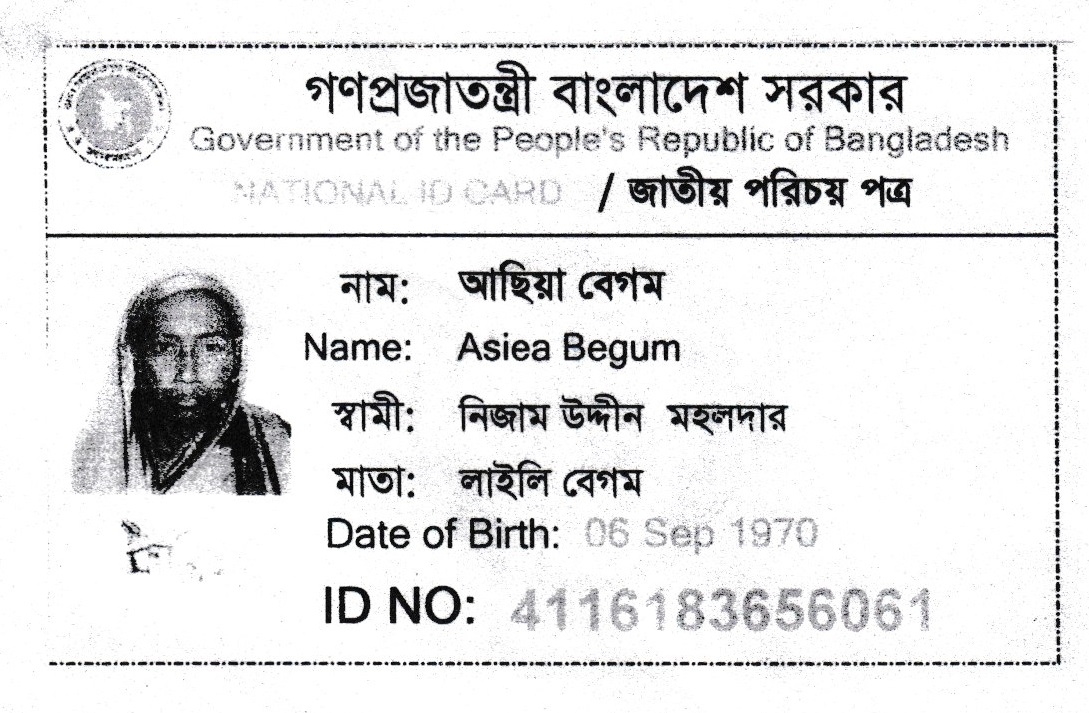 গণপ্রজাতন্ত্রী বাংলাদেশ সরকার
Government of the People's Republic of Bangladesh
NATIONAL ID CARD / জাতীয় পরিচয় পত্র
নাম: আছিয়া বেগম
Name: Asiea Begum
স্বামী: নিজাম উদ্দীন মহলদার
মাতা: লাইলি বেগম
Date of Birth: 06 Sep 1970
ID NO: 4116183656061